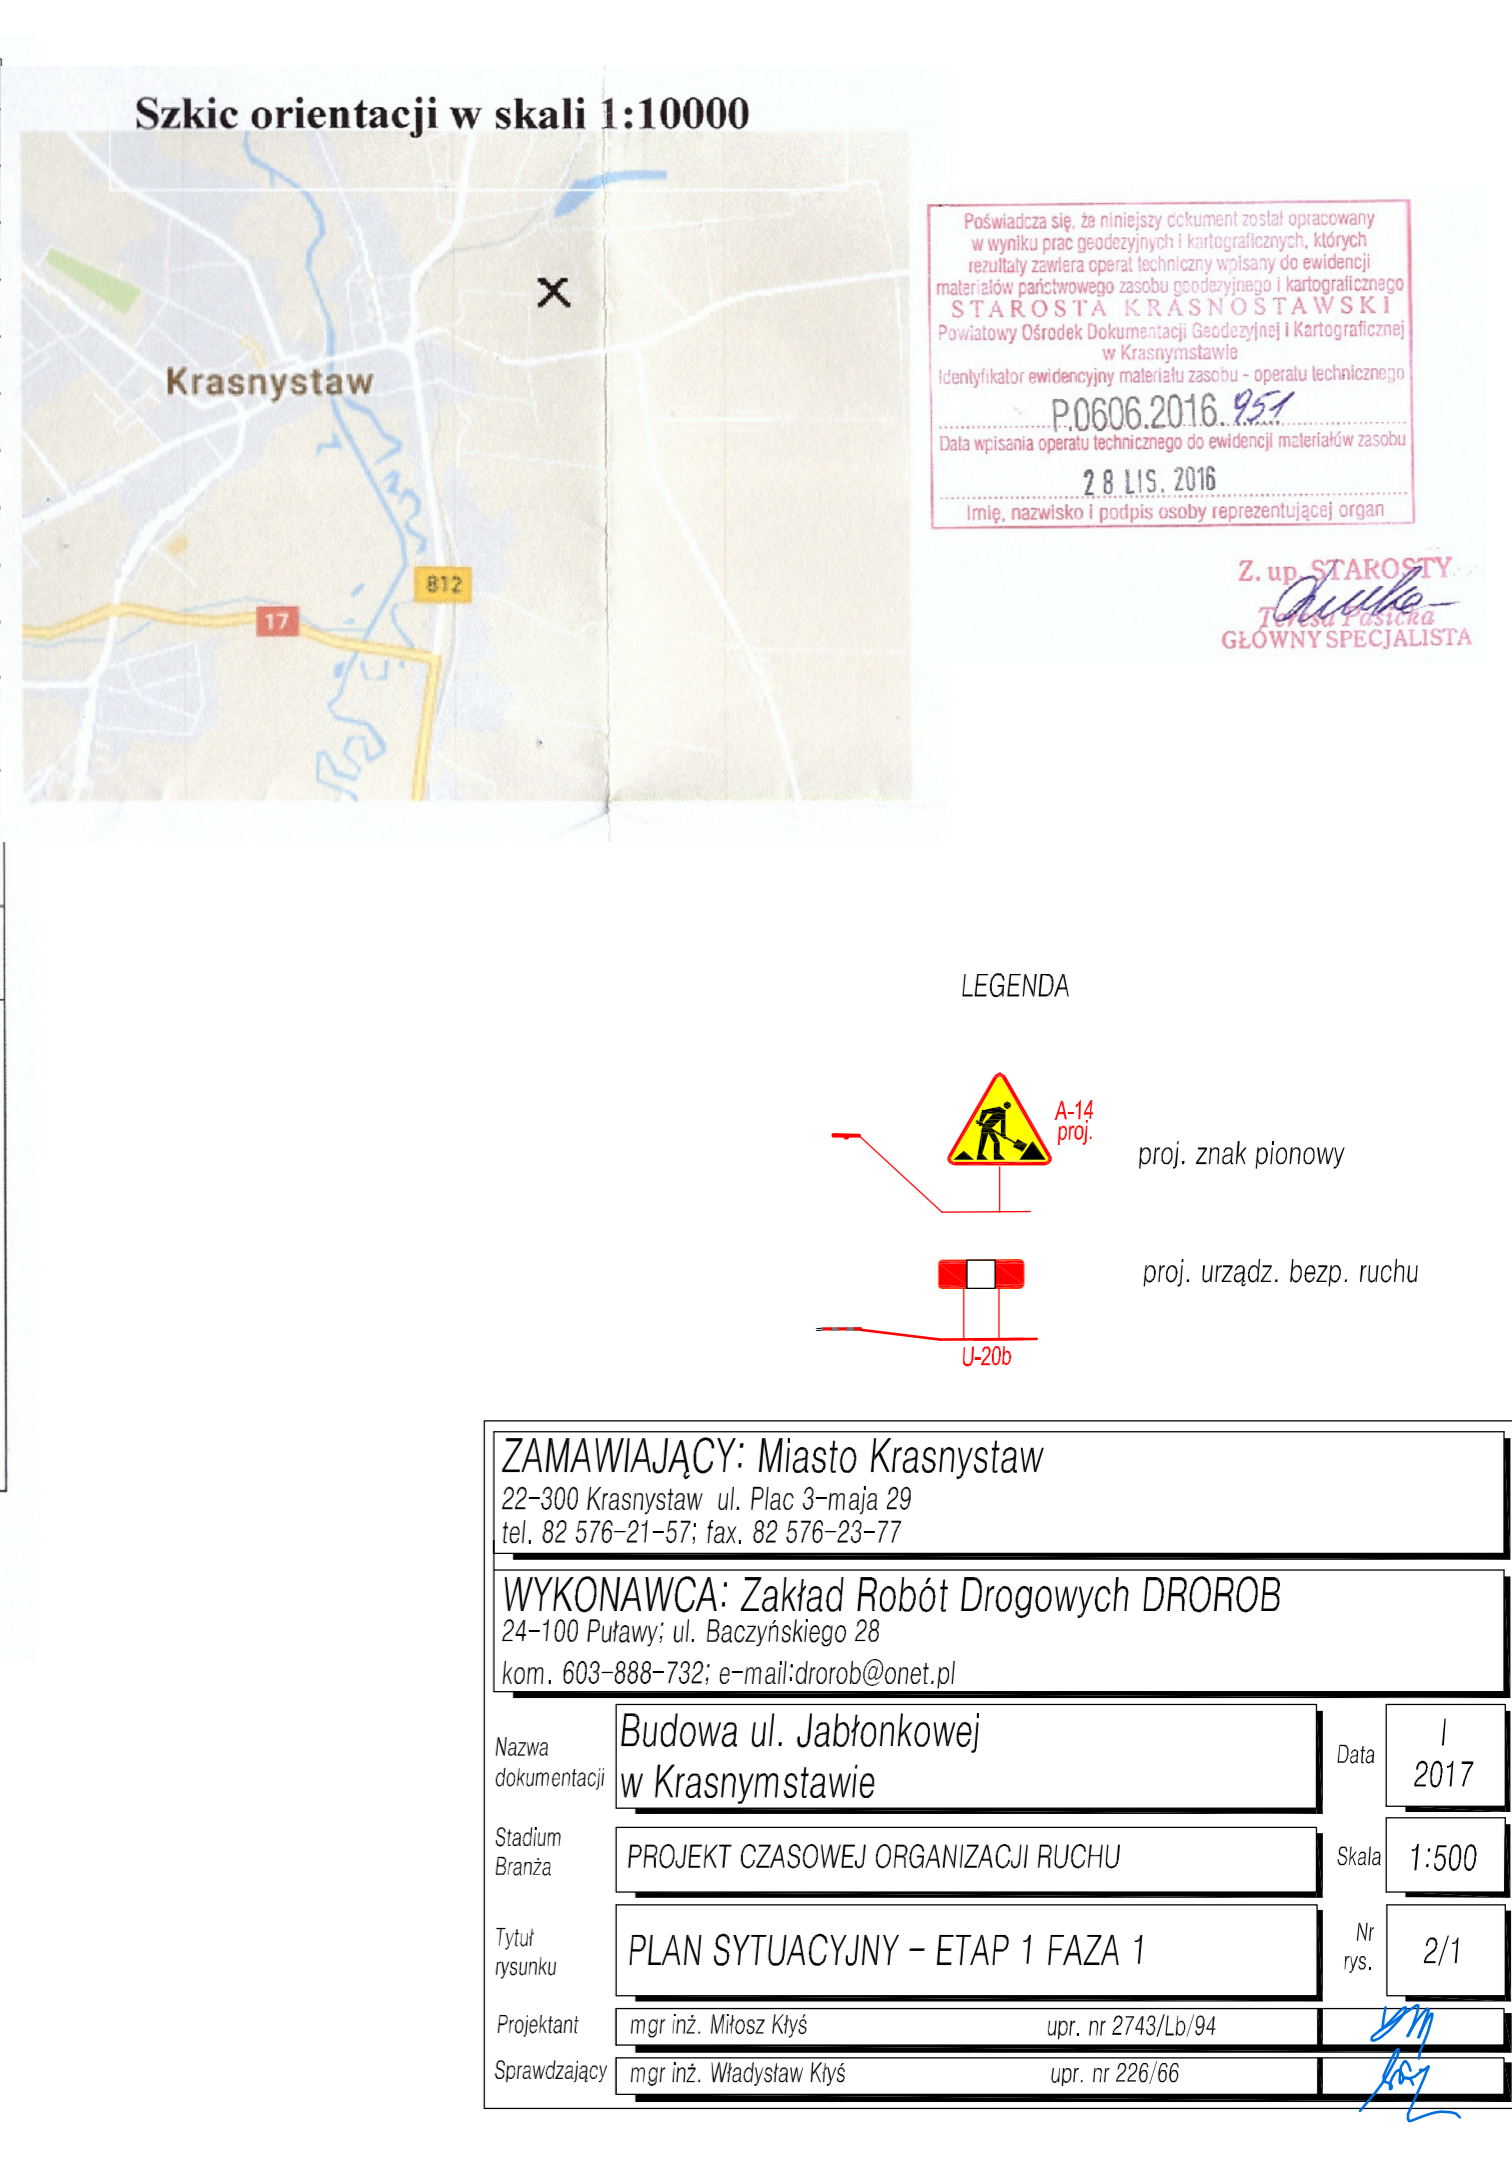 Szkic orientacji w skali 1:10000
Krasnystaw
812
17
Poświadcza się, że niniejszy dokument został opracowany
w wyniku prac geodezyjnych i kartograficznych, których
rezultaty zawiera operat techniczny wpisany do ewidencji
materiałów państwowego zasobu geodezyjnego i kartograficznego
STAROSTA KRASNOSTAWSKI
Powiatowy Ośrodek Dokumentacji Geodezyjnej i Kartograficznej
w Krasnymstawie
Identyfikator ewidencyjny materiału zasobu - operatu technicznego
P.0606.2016.951
Data wpisania operatu technicznego do ewidencji materiałów zasobu
28 LIS. 2016
Imię, nazwisko i podpis osoby reprezentującej organ
Z. up. STAROSTY
Teresa Pasicka
GŁÓWNY SPECJALISTA
LEGENDA
A-14
proj.
proj. znak pionowy
proj. urządz. bezp. ruchu
U-20b
ZAMAWIAJĄCY: Miasto Krasnystaw
22-300 Krasnystaw ul. Plac 3-maja 29
tel. 82 576-21-57; fax. 82 576-23-77
WYKONAWCA: Zakład Robót Drogowych DROROB
24-100 Puławy; ul. Baczyńskiego 28
kom. 603-888-732; e-mail:drorob@onet.pl
Nazwa
dokumentacji
Budowa ul. Jabłonkowej
w Krasnymstawie
Data
I
2017
Stadium
Branża
PROJEKT CZASOWEJ ORGANIZACJI RUCHU
Skala
1:500
Tytuł
rysunku
PLAN SYTUACYJNY - ETAP 1 FAZA 1
Nr
rys.
2/1
Projektant
mgr inż. Miłosz Kłyś
upr. nr 2743/Lb/94
Sprawdzający
mgr inż. Władysław Kłyś
upr. nr 226/66